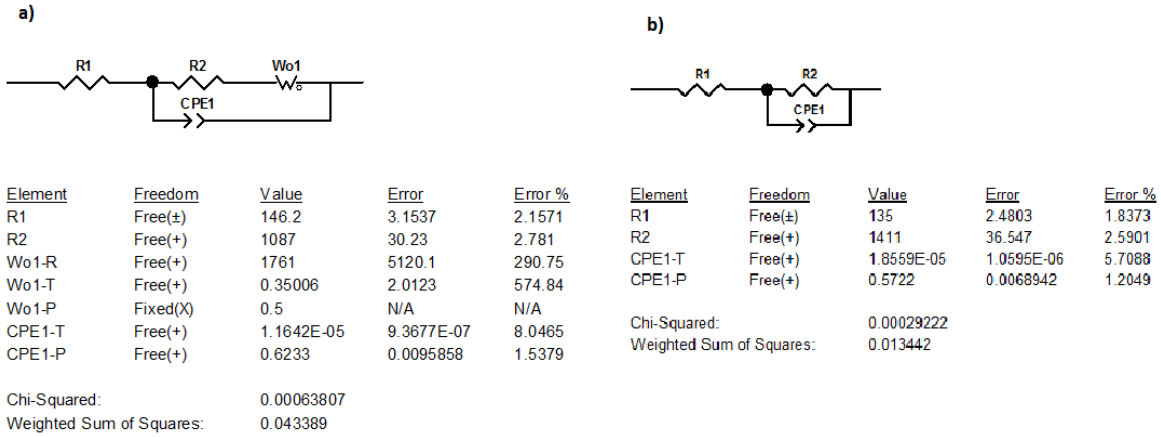 a)
R1 R2 Wo1
CPE1
Element Freedom Value Error Error %
R1 Free(±) 146.2 3.1537 2.1571
R2 Free(+) 1087 30.23 2.781
Wo1-R Free(+) 1761 5120.1 290.75
Wo1-T Free(+) 0.35006 2.0123 574.84
Wo1-P Fixed(X) 0.5 N/A N/A
CPE1-T Free(+) 1.1642E-05 9.3677E-07 8.0465
CPE1-P Free(+) 0.6233 0.0095858 1.5379
Chi-Squared: 0.00063807
Weighted Sum of Squares: 0.043389
b)
R1 R2
CPE1
Element Freedom Value Error Error %
R1 Free(±) 135 2.4803 1.8373
R2 Free(+) 1411 36.547 2.5901
CPE1-T Free(+) 1.8559E-05 1.0595E-06 5.7088
CPE1-P Free(+) 0.5722 0.0068942 1.2049
Chi-Squared: 0.00029222
Weighted Sum of Squares: 0.013442